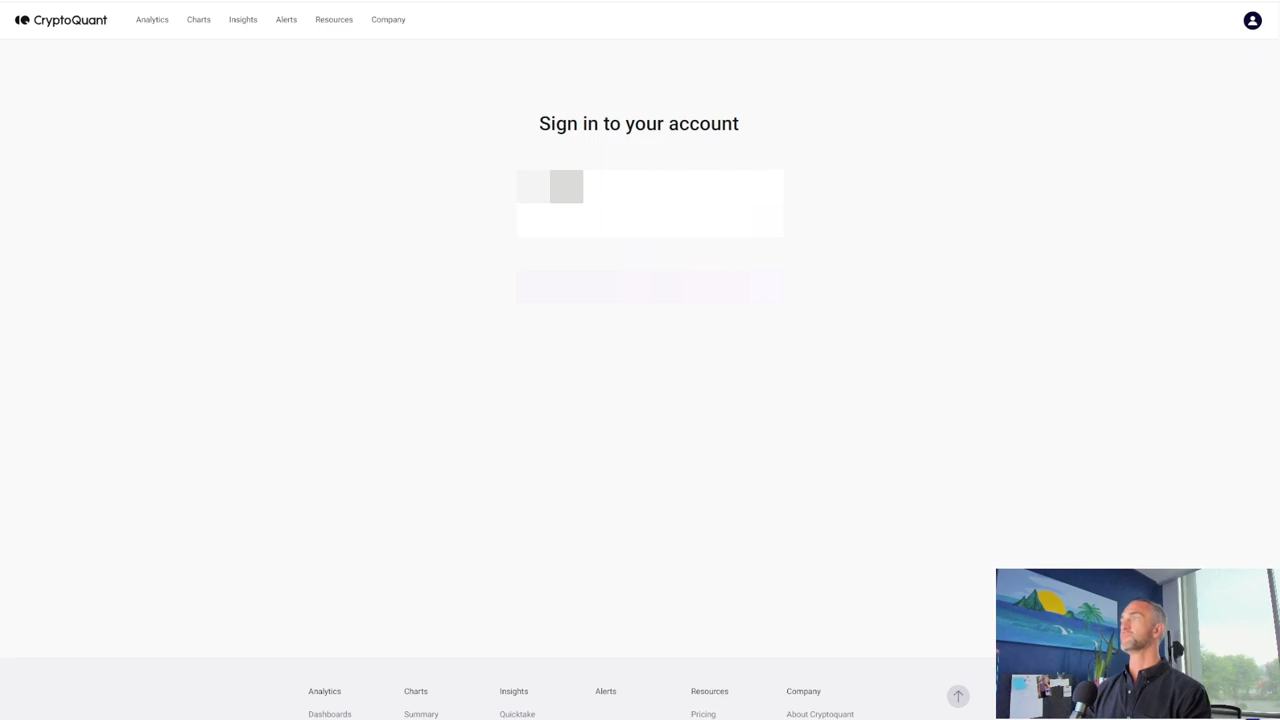 CryptoQuant Analytics Charts Insights Alerts Resources Company
Sign in to your account
Analytics Charts Insights Alerts Resources Company
Dashboards Summary Quicktake Pricing About Cryptoquant